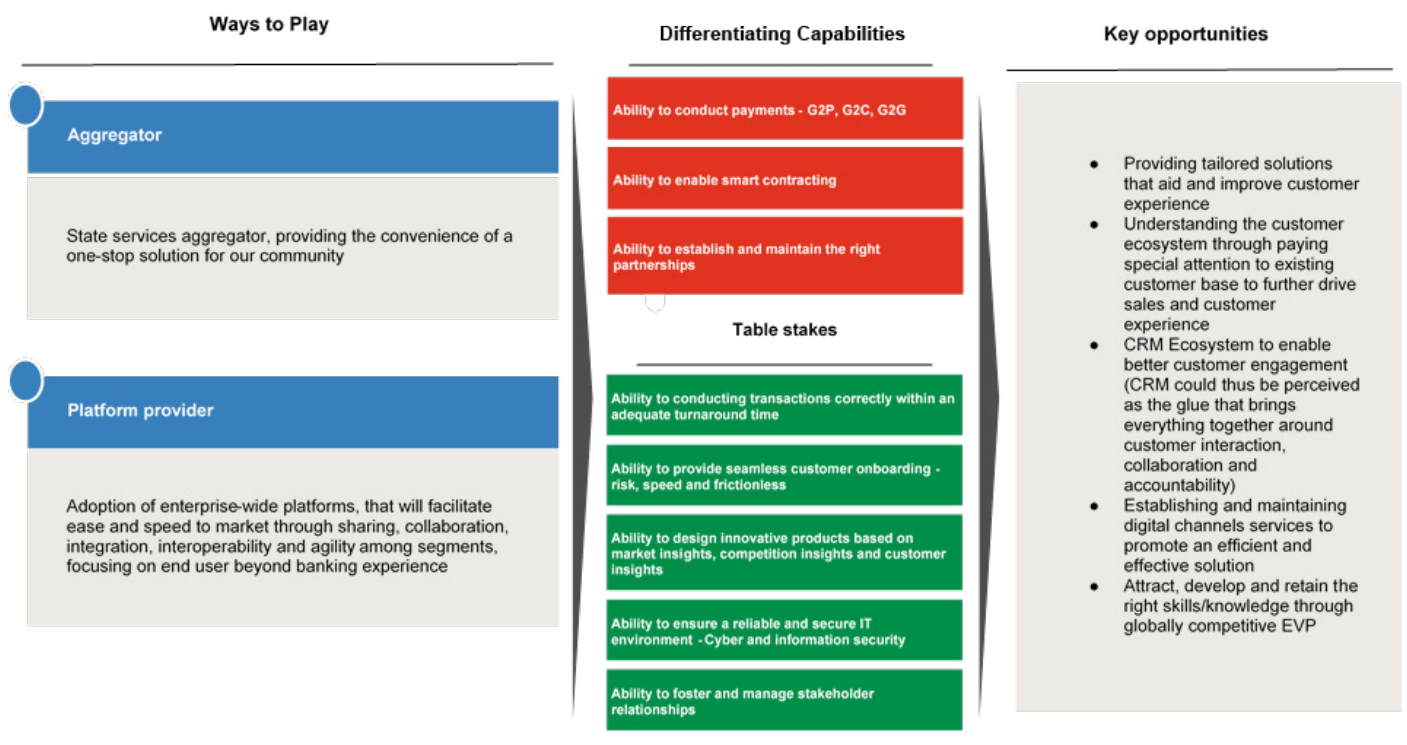 Ways to Play
Aggregator
State services aggregator, providing the convenience of a
one-stop solution for our community
Platform provider
Adoption of enterprise-wide platforms, that will facilitate
ease and speed to market through sharing, collaboration,
integration, interoperability and agility among segments,
focusing on end user beyond banking experience
Differentiating Capabilities
Ability to conduct payments - G2P, G2C, G2G
Ability to enable smart contracting
Ability to establish and maintain the right
partnerships
Table stakes
Ability to conducting transactions correctly within an
adequate turnaround time
Ability to provide seamless customer onboarding -
risk, speed and frictionless
Ability to design innovative products based on
market insights, competition insights and customer
insights
Ability to ensure a reliable and secure IT
environment - Cyber and information security
Ability to foster and manage stakeholder
relationships
Key opportunities
● Providing tailored solutions
that aid and improve customer
experience
● Understanding the customer
ecosystem through paying
special attention to existing
customer base to further drive
sales and customer
experience
● CRM Ecosystem to enable
better customer engagement
(CRM could thus be perceived
as the glue that brings
everything together around
customer interaction,
collaboration and
accountability)
● Establishing and maintaining
digital channels services to
promote an efficient and
effective solution
● Attract, develop and retain the
right skills/knowledge through
globally competitive EVP